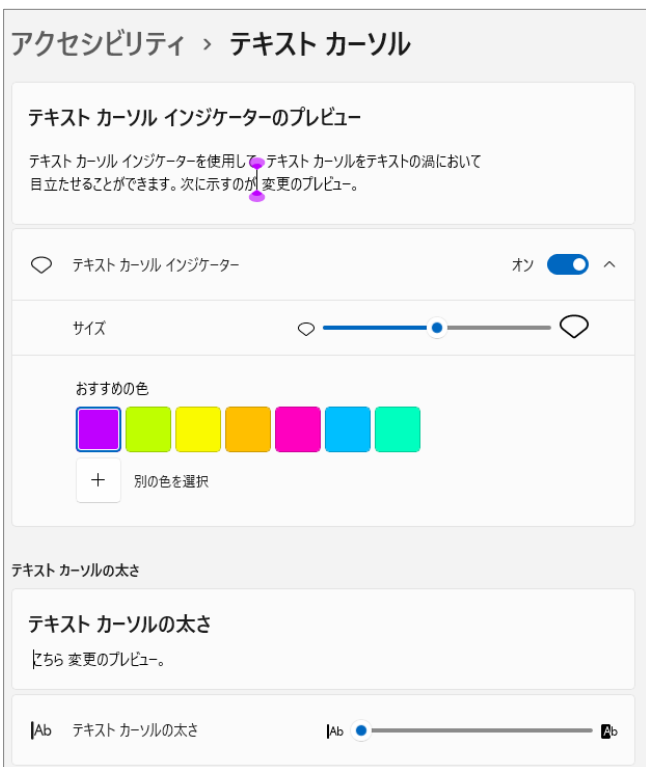 アクセシビリティ > テキスト カーソル
テキスト カーソル インジケーターのプレビュー
テキスト カーソル インジケーターを使用して、テキスト カーソルをテキストの渦において
目立たせることができます。次に示すのが 変更のプレビュー。
テキスト カーソル インジケーター
オン
サイズ
おすすめの色
+ 別の色を選択
テキスト カーソルの太さ
テキスト カーソルの太さ
こちら 変更のプレビュー。
Ab テキスト カーソルの太さ Ab Ab